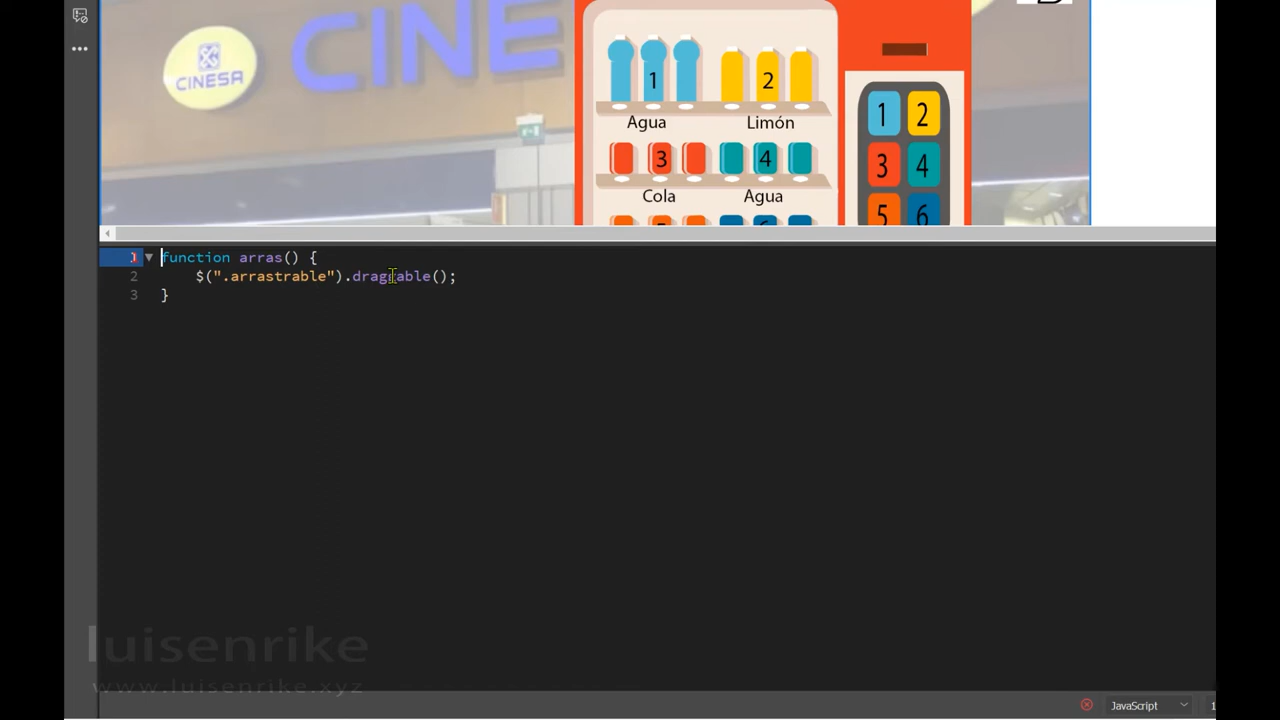 CINESA
CINE
1
2
Agua
Limón
3
4
Cola
Agua
1
2
3
4
5
6
1 function arras() {
2 $(".arrastrable").draggable();
3 }
luisenrike
www.luisenrike.xyz
JavaScript